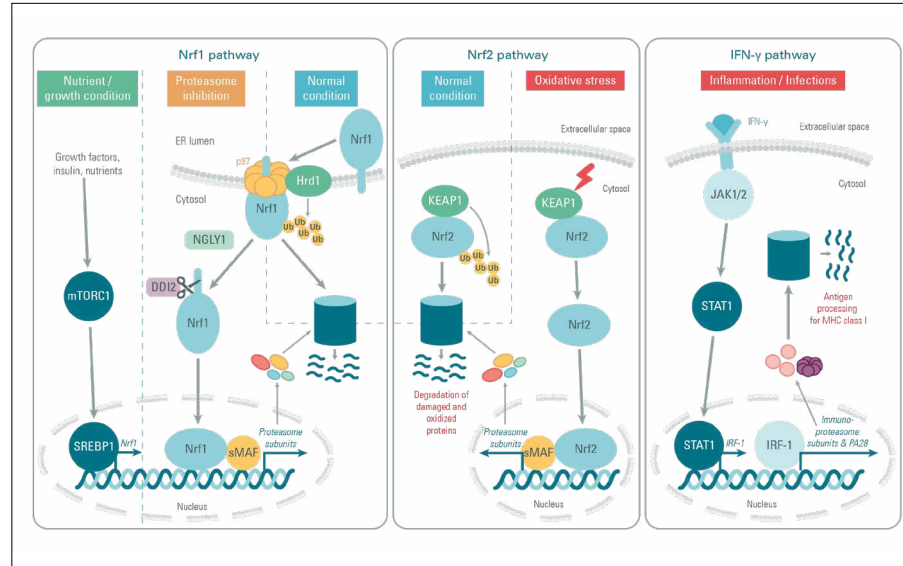 Nrf1 pathway
Nutrient /
growth condition
Proteasome
inhibition
Normal
condition
ER lumen
p97
Nrf1
Hrd1
Growth factors,
insulin, nutrients
Cytosol
Nrf1
Ub
Ub
Ub
Ub
Ub
NGLY1
DDI2
mTORC1
Nrf1
SREBP1
Nrf1
Nrf1
sMAF
Proteasome
subunits
Nucleus
Nrf2 pathway
Normal
condition
Oxidative stress
Extracellular space
Cytosol
KEAP1
Nrf2
Ub
Ub
Ub
Ub
Ub
KEAP1
Nrf2
Nrf2
Degradation of
damaged and
oxidized
proteins
Proteasome
subunits
sMAF
Nrf2
Nucleus
IFN-γ pathway
Inflammation / Infections
IFN-γ
Extracellular space
JAK1/2
Cytosol
STAT1
Antigen
processing
for MHC class I
STAT1
IRF-1
IRF-1
Immuno-
proteasome
subunits & PA28
Nucleus